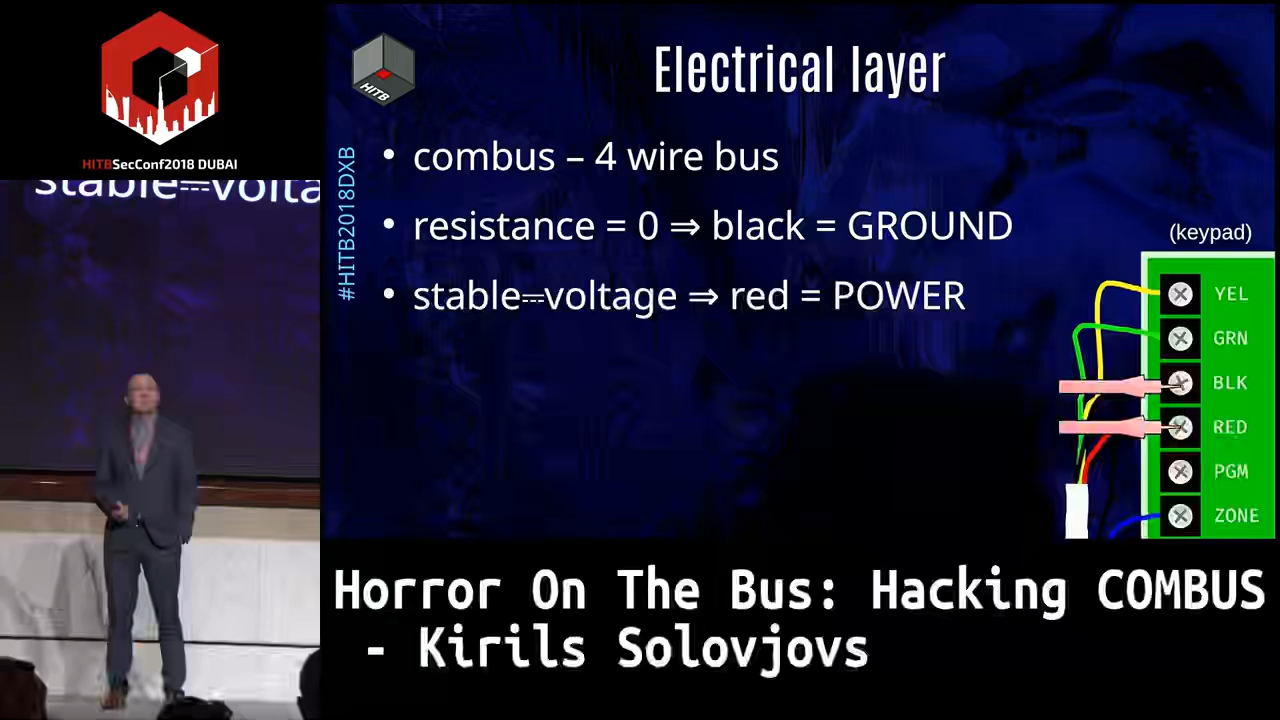 HITBSecConf2018 DUBAI
stable⎓volta
HITB
#HITB2018DXB
Electrical layer
• combus – 4 wire bus
• resistance = 0 ⇒ black = GROUND
• stable⎓voltage ⇒ red = POWER
(keypad)
YEL
GRN
BLK
RED
PGM
ZONE
Horror On The Bus: Hacking COMBUS
- Kirils Solovjovs